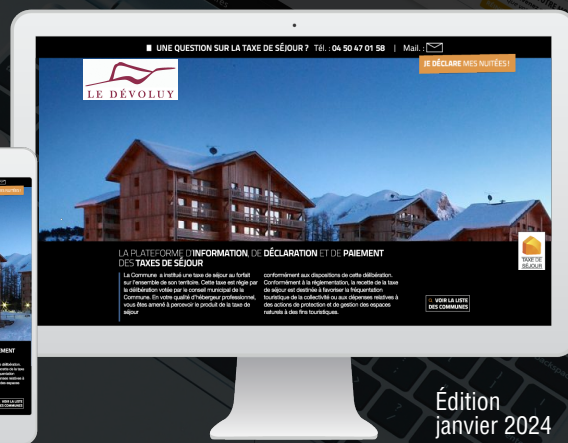 UNE QUESTION SUR LA TAXE DE SÉJOUR ? Tél. : 04 50 47 01 58 | Mail. :
JE DÉCLARE MES NUITÉES !
LE DÉVOLUY
LA PLATEFORME D'INFORMATION, DE DÉCLARATION ET DE PAIEMENT
DES TAXES DE SÉJOUR
La Commune a institué une taxe de séjour au forfait
sur l'ensemble de son territoire. Cette taxe est régie par
la délibération votée par le conseil municipal de la
Commune. En votre qualité d'hébergeur professionnel,
vous êtes amené à percevoir le produit de la taxe de
séjour
conformément aux dispositions de cette délibération.
Conformément à la réglementation, la recette de la taxe
de séjour est destinée à favoriser la fréquentation
touristique de la collectivité ou aux dépenses relatives à
des actions de protection et de gestion des espaces
naturels à des fins touristiques.
TAXE DE
SÉJOUR
VOIR LA LISTE
DES COMMUNES
Édition
janvier 2024